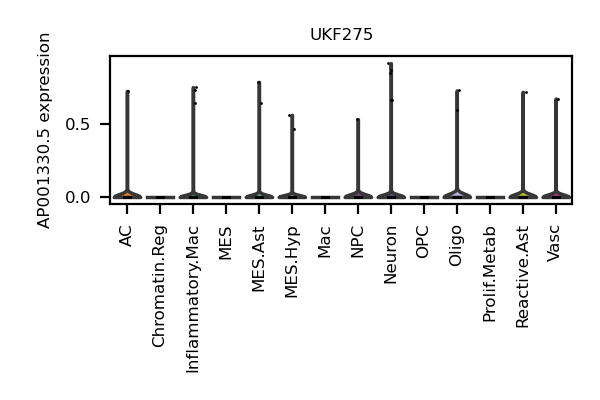 UKF275
AP001330.5 expression
0.5
0.0
AC
Chromatin.Reg
Inflammatory.Mac
MES
MES.Ast
MES.Hyp
Mac
NPC
Neuron
OPC
Oligo
Prolif.Metab
Reactive.Ast
Vasc